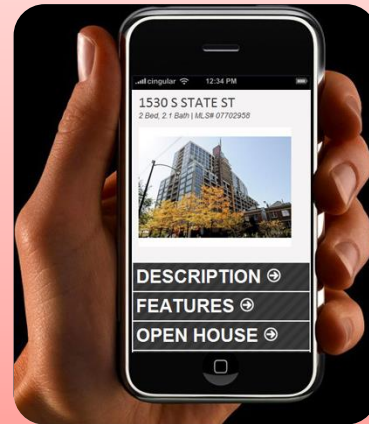 cingular 12:34 PM
1530 S STATE ST
2 Bed, 2.1 Bath | MLS# 07702958
DESCRIPTION
FEATURES
OPEN HOUSE